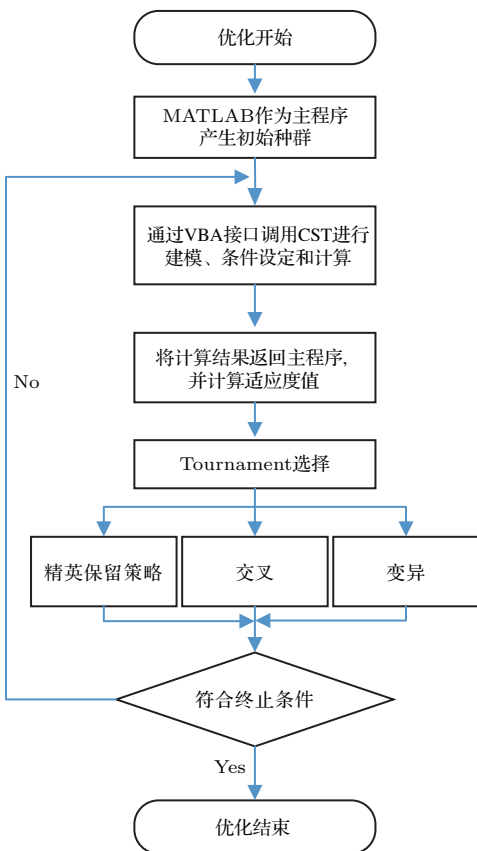 优化开始
MATLAB作为主程序
产生初始种群
通过VBA接口调用CST进行
建模、条件设定和计算
将计算结果返回主程序,
并计算适应度值
No
Tournament选择
精英保留策略
交叉
变异
符合终止条件
Yes
优化结束